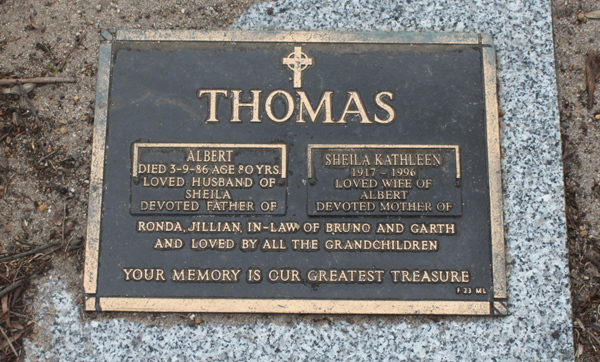 THOMAS
ALBERT
DIED 3-9-86 AGE 80 YRS.
LOVED HUSBAND OF
SHEILA
DEVOTED FATHER OF
SHEILA KATHLEEN
1917 - 1996
LOVED WIFE OF
ALBERT
DEVOTED MOTHER OF
RONDA, JILLIAN, IN-LAW OF BRUNO AND GARTH
AND LOVED BY ALL THE GRANDCHILDREN
YOUR MEMORY IS OUR GREATEST TREASURE
F 23 ML